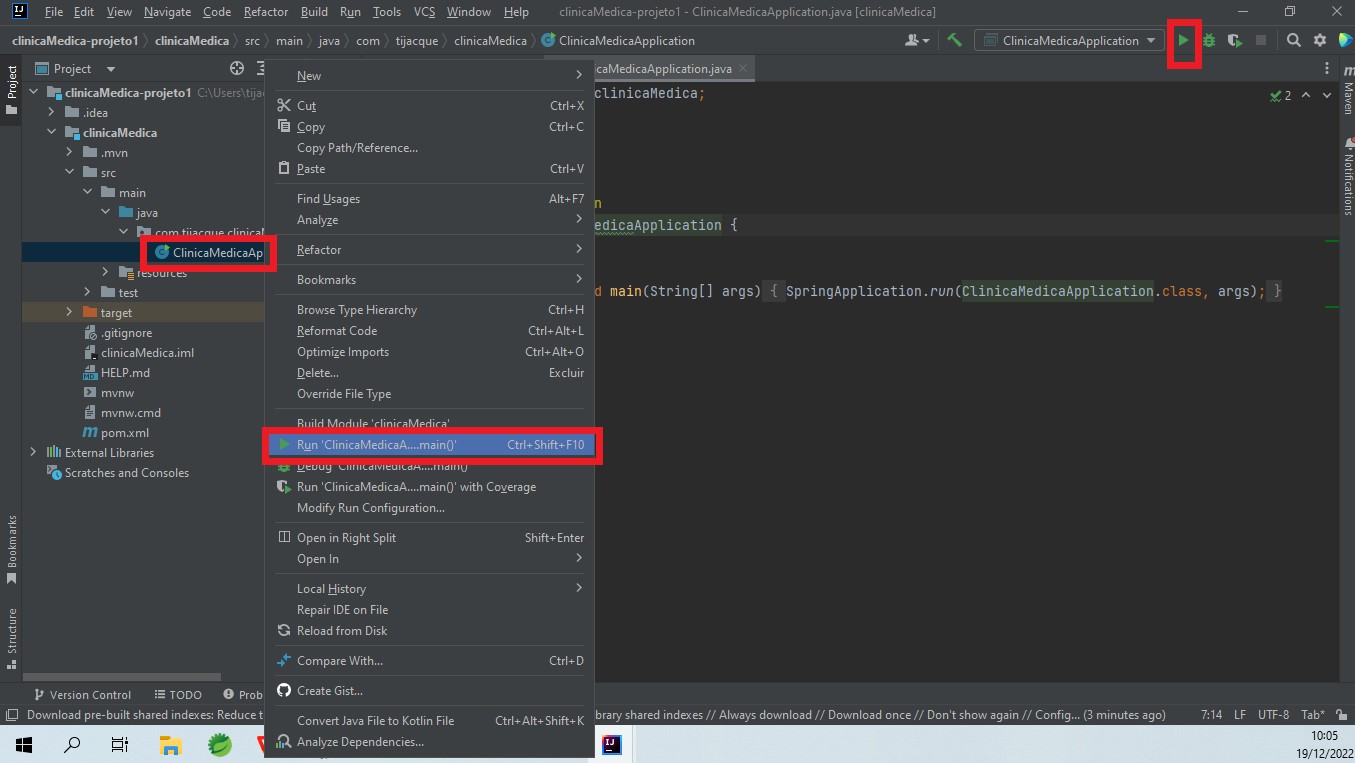 File Edit View Navigate Code Refactor Build Run Tools VCS Window Help clinicaMedica-projeto1 - ClinicaMedicaApplication.java [clinicaMedica]
clinicaMedica-projeto1 clinicaMedica src main java com tijacque clinicaMedica ClinicaMedicaApplication
ClinicaMedicaApplication
Project
Project
clinicaMedica-projeto1 C:\Users\tija
.idea
clinicaMedica
.mvn
src
main
java
com.tijacque.clinicaM
ClinicaMedicaAp
resources
test
target
.gitignore
clinicaMedica.iml
HELP.md
mvnw
mvnw.cmd
pom.xml
External Libraries
Scratches and Consoles
Bookmarks
Structure
New
Cut Ctrl+X
Copy Ctrl+C
Copy Path/Reference...
Paste Ctrl+V
Find Usages Alt+F7
Analyze
Refactor
Bookmarks
Browse Type Hierarchy Ctrl+H
Reformat Code Ctrl+Alt+L
Optimize Imports Ctrl+Alt+O
Delete... Excluir
Override File Type
Build Module 'clinicaMedica'
Run 'ClinicaMedicaA....main()' Ctrl+Shift+F10
Debug 'ClinicaMedicaA....main()'
Run 'ClinicaMedicaA....main()' with Coverage
Modify Run Configuration...
Open in Right Split Shift+Enter
Open In
Local History
Repair IDE on File
Reload from Disk
Compare With... Ctrl+D
Create Gist...
Convert Java File to Kotlin File Ctrl+Alt+Shift+K
Analyze Dependencies...
icaMedicaApplication.java
clinicaMedica;
2
n
edicaApplication {
d main(String[] args) { SpringApplication.run(ClinicaMedicaApplication.class, args); }
Maven
Notifications
Version Control TODO Prob
Download pre-built shared indexes: Reduce t
brary shared indexes // Always download // Download once // Don't show again // Config... (3 minutes ago) 7:14 LF UTF-8 Tab*
10:05
19/12/2022